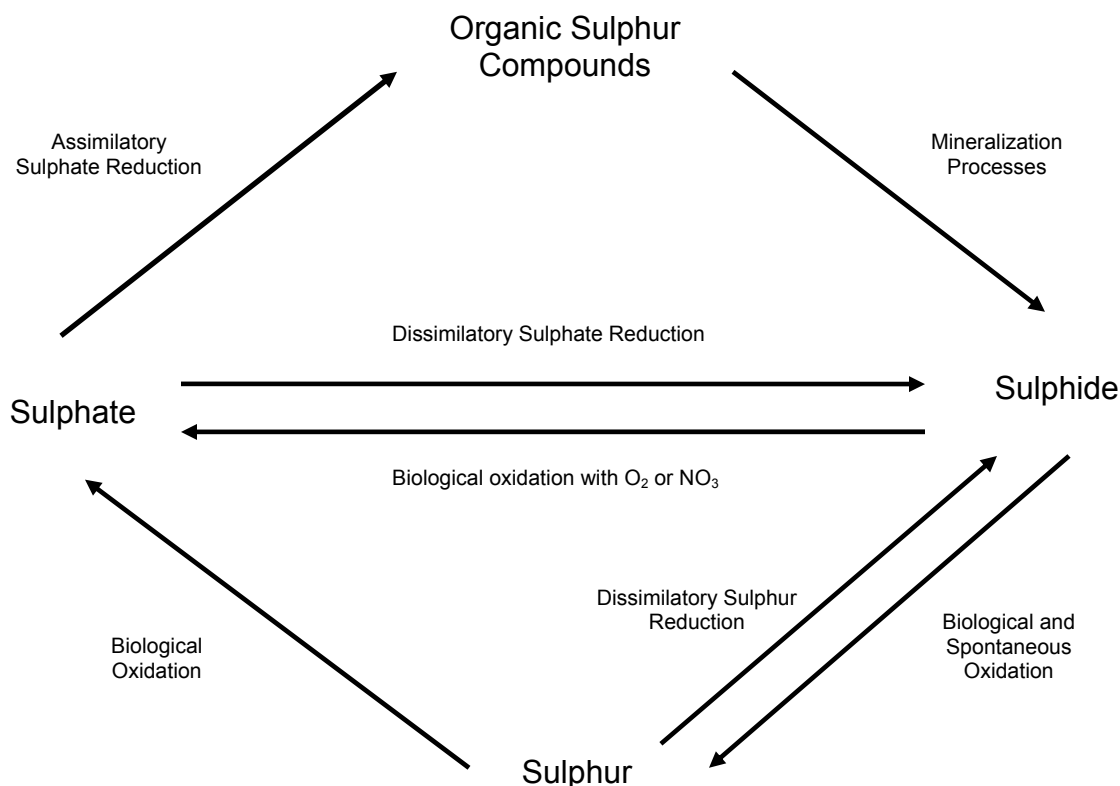 Organic Sulphur
Compounds
Assimilatory
Sulphate Reduction
Mineralization
Processes
Dissimilatory Sulphate Reduction
Sulphate
Sulphide
Biological oxidation with O₂ or NO₃
Dissimilatory Sulphur
Reduction
Biological
Oxidation
Biological and
Spontaneous
Oxidation
Sulphur